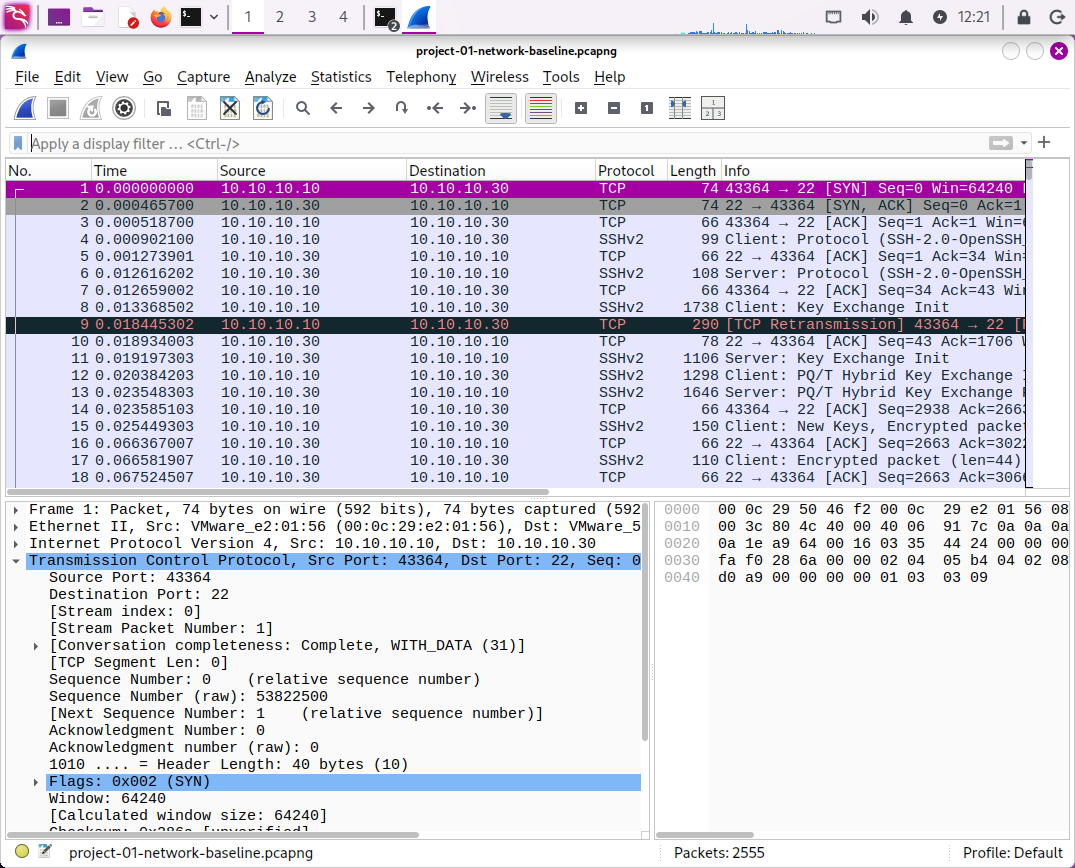 1 2 3 4 2 12:21
project-01-network-baseline.pcapng
File Edit View Go Capture Analyze Statistics Telephony Wireless Tools Help
Apply a display filter … <Ctrl-/>
No. Time Source Destination Protocol Length Info
1 0.000000000 10.10.10.10 10.10.10.30 TCP 74 43364 → 22 [SYN] Seq=0 Win=64240
2 0.000465700 10.10.10.30 10.10.10.10 TCP 74 22 → 43364 [SYN, ACK] Seq=0 Ack=1
3 0.000518700 10.10.10.10 10.10.10.30 TCP 66 43364 → 22 [ACK] Seq=1 Ack=1 Win=
4 0.000902100 10.10.10.10 10.10.10.30 SSHv2 99 Client: Protocol (SSH-2.0-OpenSSH_
5 0.001273901 10.10.10.30 10.10.10.10 TCP 66 22 → 43364 [ACK] Seq=1 Ack=34 Win=
6 0.012616202 10.10.10.30 10.10.10.10 SSHv2 108 Server: Protocol (SSH-2.0-OpenSSH_
7 0.012659002 10.10.10.10 10.10.10.30 TCP 66 43364 → 22 [ACK] Seq=34 Ack=43 Win
8 0.013368502 10.10.10.10 10.10.10.30 SSHv2 1738 Client: Key Exchange Init
9 0.018445302 10.10.10.10 10.10.10.30 TCP 290 [TCP Retransmission] 43364 → 22 [
10 0.018934003 10.10.10.30 10.10.10.10 TCP 78 22 → 43364 [ACK] Seq=43 Ack=1706
11 0.019197303 10.10.10.30 10.10.10.10 SSHv2 1106 Server: Key Exchange Init
12 0.020384203 10.10.10.10 10.10.10.30 SSHv2 1298 Client: PQ/T Hybrid Key Exchange
13 0.023548303 10.10.10.30 10.10.10.10 SSHv2 1646 Server: PQ/T Hybrid Key Exchange
14 0.023585103 10.10.10.10 10.10.10.30 TCP 66 43364 → 22 [ACK] Seq=2938 Ack=2663
15 0.025449303 10.10.10.10 10.10.10.30 SSHv2 150 Client: New Keys, Encrypted packet
16 0.066367007 10.10.10.30 10.10.10.10 TCP 66 22 → 43364 [ACK] Seq=2663 Ack=3022
17 0.066581907 10.10.10.10 10.10.10.30 SSHv2 110 Client: Encrypted packet (len=44)
18 0.067524507 10.10.10.30 10.10.10.10 TCP 66 22 → 43364 [ACK] Seq=2663 Ack=3066
Frame 1: Packet, 74 bytes on wire (592 bits), 74 bytes captured (592
Ethernet II, Src: VMware_e2:01:56 (00:0c:29:e2:01:56), Dst: VMware_5
Internet Protocol Version 4, Src: 10.10.10.10, Dst: 10.10.10.30
Transmission Control Protocol, Src Port: 43364, Dst Port: 22, Seq: 0
Source Port: 43364
Destination Port: 22
[Stream index: 0]
[Stream Packet Number: 1]
[Conversation completeness: Complete, WITH_DATA (31)]
[TCP Segment Len: 0]
Sequence Number: 0 (relative sequence number)
Sequence Number (raw): 53822500
[Next Sequence Number: 1 (relative sequence number)]
Acknowledgment Number: 0
Acknowledgment number (raw): 0
1010 .... = Header Length: 40 bytes (10)
Flags: 0x002 (SYN)
Window: 64240
[Calculated window size: 64240]
Checksum: 0x286a [unverified]
0000 00 0c 29 50 46 f2 00 0c 29 e2 01 56 08
0010 00 3c 80 4c 40 00 40 06 91 7c 0a 0a 0a
0020 0a 1e a9 64 00 16 03 35 44 24 00 00 00
0030 fa f0 28 6a 00 00 02 04 05 b4 04 02 08
0040 d0 a9 00 00 00 00 01 03 03 09
project-01-network-baseline.pcapng Packets: 2555 Profile: Default